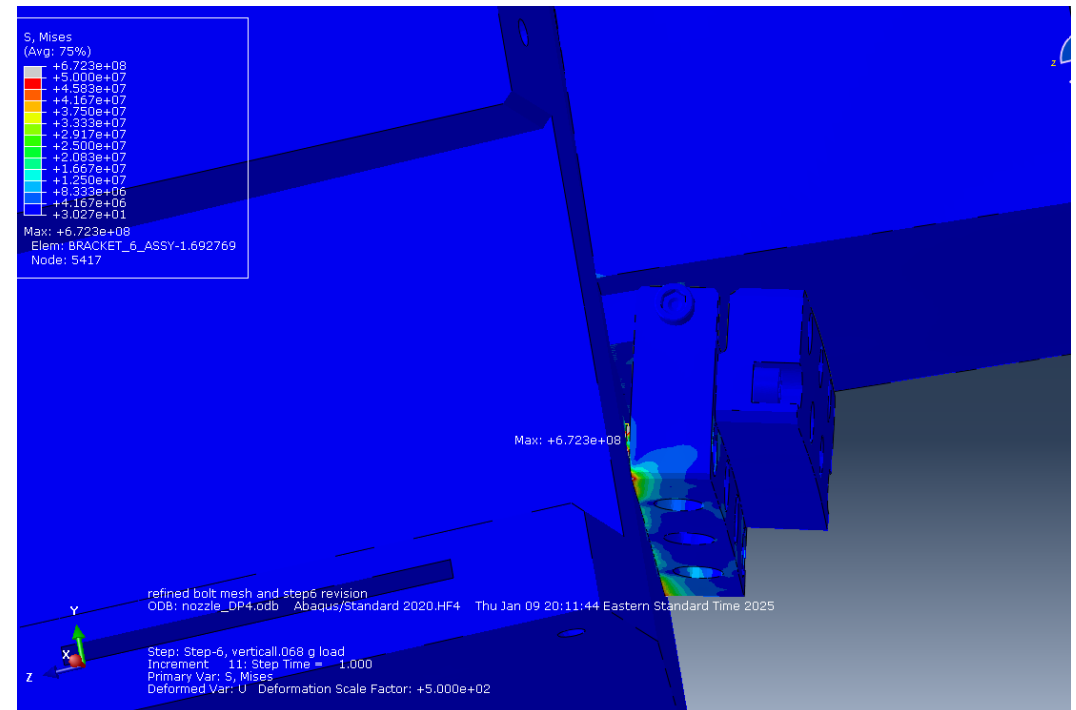 S, Mises
(Avg: 75%)
+6.723e+08
+5.000e+07
+4.583e+07
+4.167e+07
+3.750e+07
+3.333e+07
+2.917e+07
+2.500e+07
+2.083e+07
+1.667e+07
+1.250e+07
+8.333e+06
+4.167e+06
+3.027e+01
Max: +6.723e+08
Elem: BRACKET_6_ASSY-1.692769
Node: 5417
z
Max: +6.723e+08
refined bolt mesh and step6 revision
ODB: nozzle_DP4.odb    Abaqus/Standard 2020.HF4    Thu Jan 09 20:11:44 Eastern Standard Time 2025
Y
X
Z
Step: Step-6, verticall.068 g load
Increment    11: Step Time =    1.000
Primary Var: S, Mises
Deformed Var: U   Deformation Scale Factor: +5.000e+02